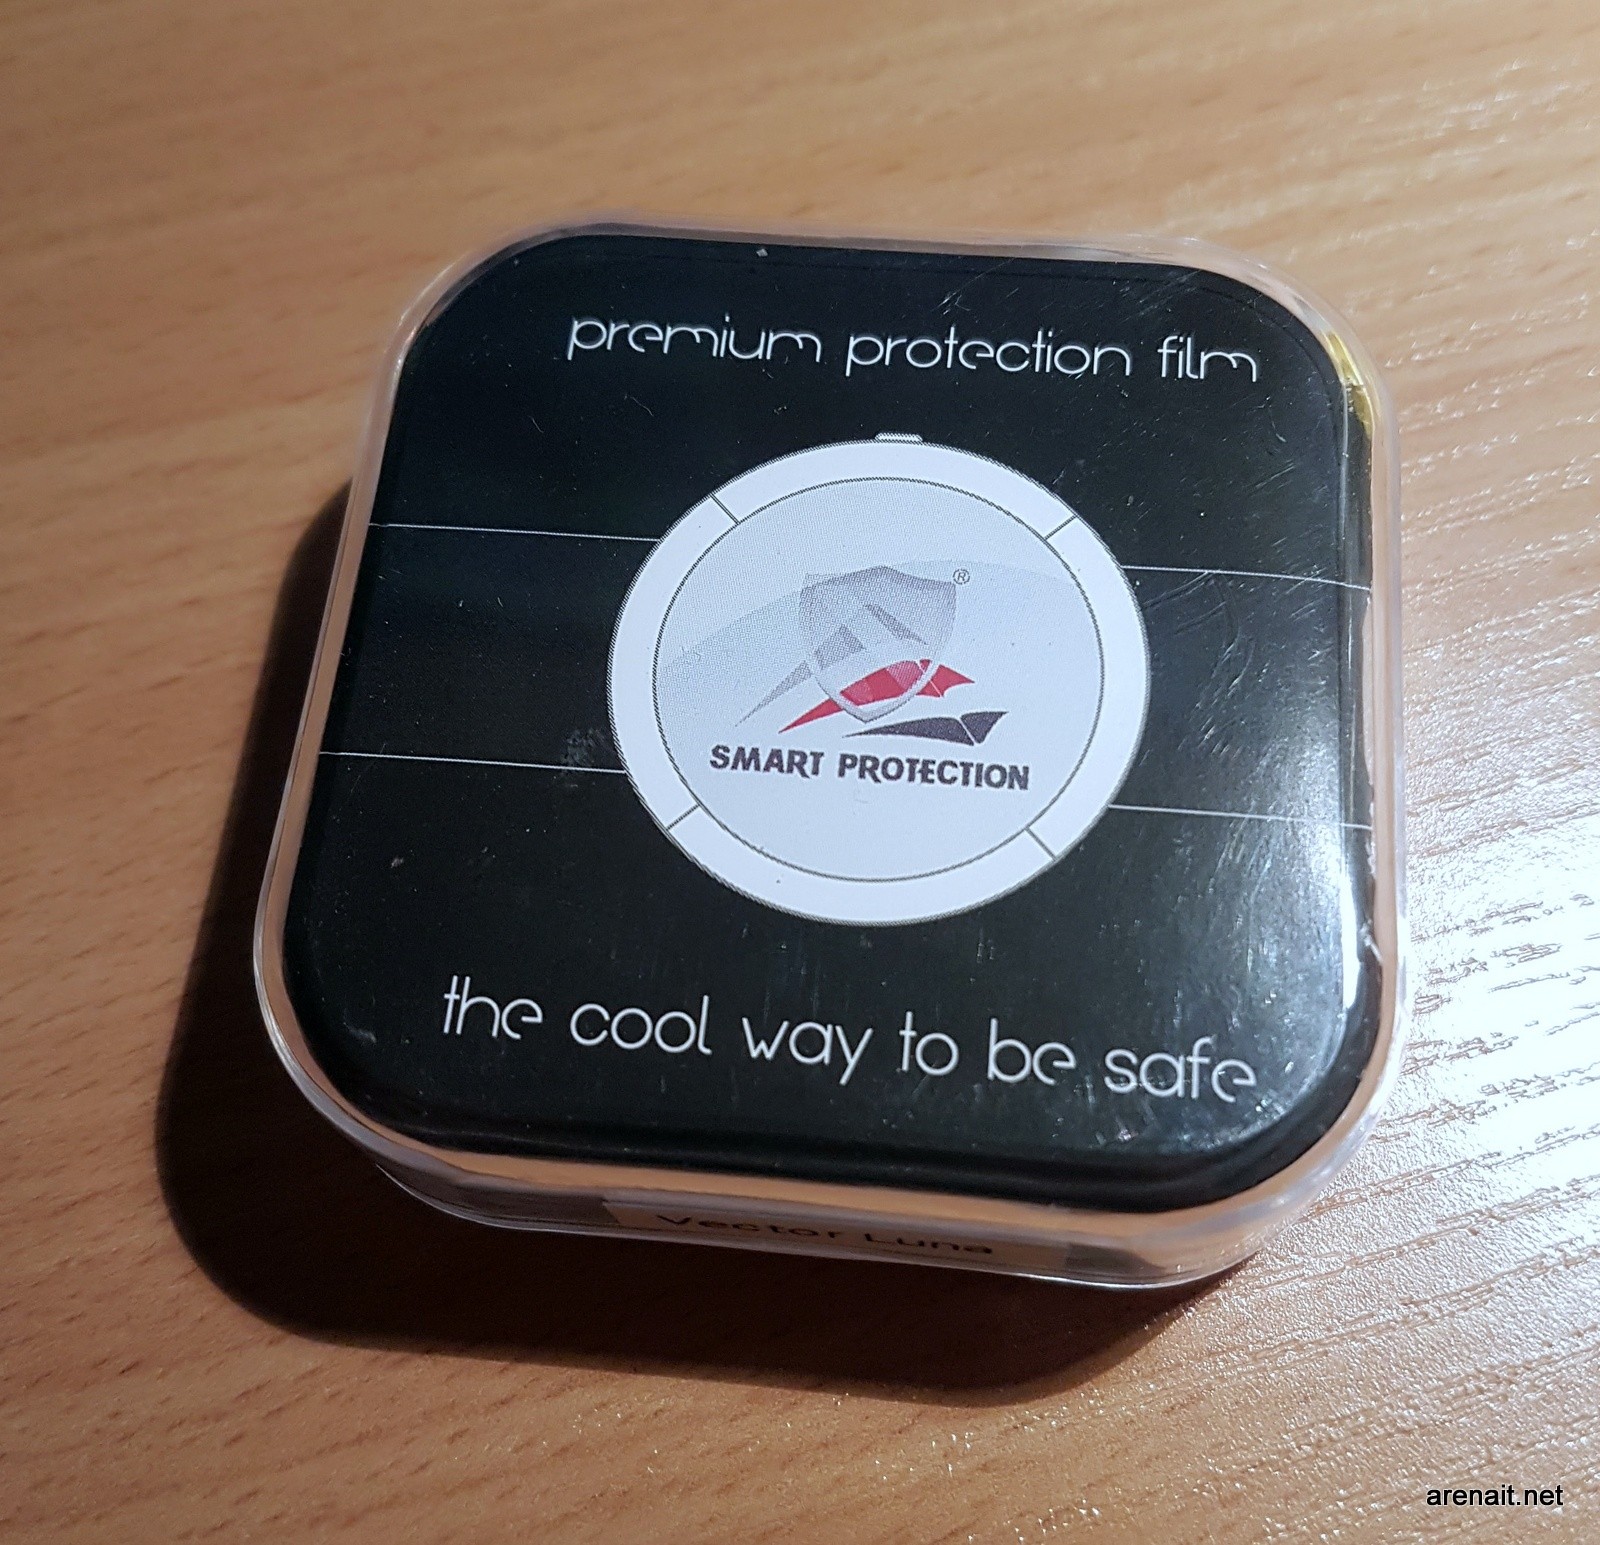 premium protection film
®
SMART PROTECTION
the cool way to be safe
Vector Luna
arenait.net